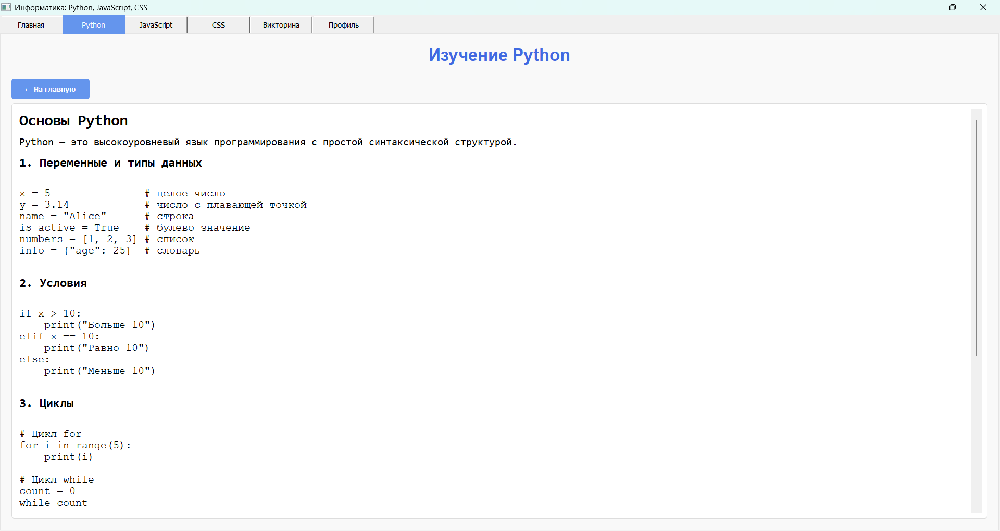 Информатика: Python, JavaScript, CSS
Главная Python JavaScript CSS Викторина Профиль
Изучение Python
← На главную
Основы Python
Python — это высокоуровневый язык программирования с простой синтаксической структурой.
1. Переменные и типы данных
x = 5               # целое число
y = 3.14            # число с плавающей точкой
name = "Alice"      # строка
is_active = True    # булево значение
numbers = [1, 2, 3] # список
info = {"age": 25}  # словарь
2. Условия
if x > 10:
    print("Больше 10")
elif x == 10:
    print("Равно 10")
else:
    print("Меньше 10")
3. Циклы
# Цикл for
for i in range(5):
    print(i)
# Цикл while
count = 0
while count